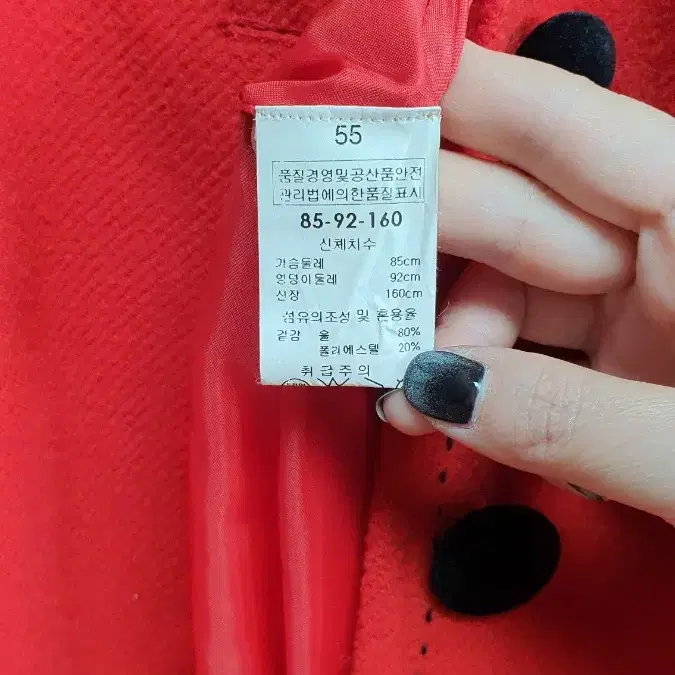 55
품질경영및공산품안전
관리법에의한품질표시
85-92-160
신체치수
가슴둘레 85cm
엉덩이둘레 92cm
신장 160cm
섬유의조성 및 혼용율
겉감 울 80%
폴리에스텔 20%
취급주의